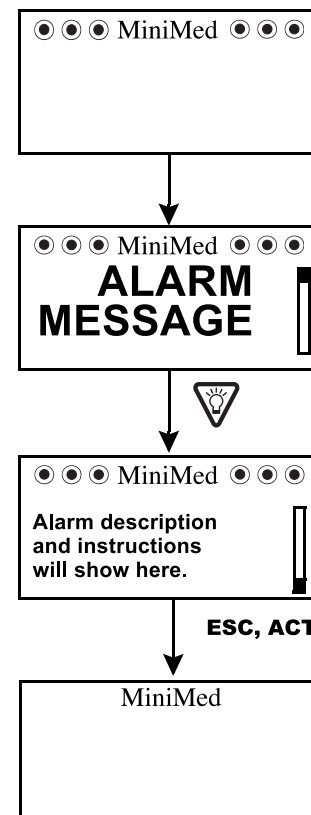 MiniMed
MiniMed
ALARM
MESSAGE
MiniMed
Alarm description
and instructions
will show here.
ESC, ACT
MiniMed